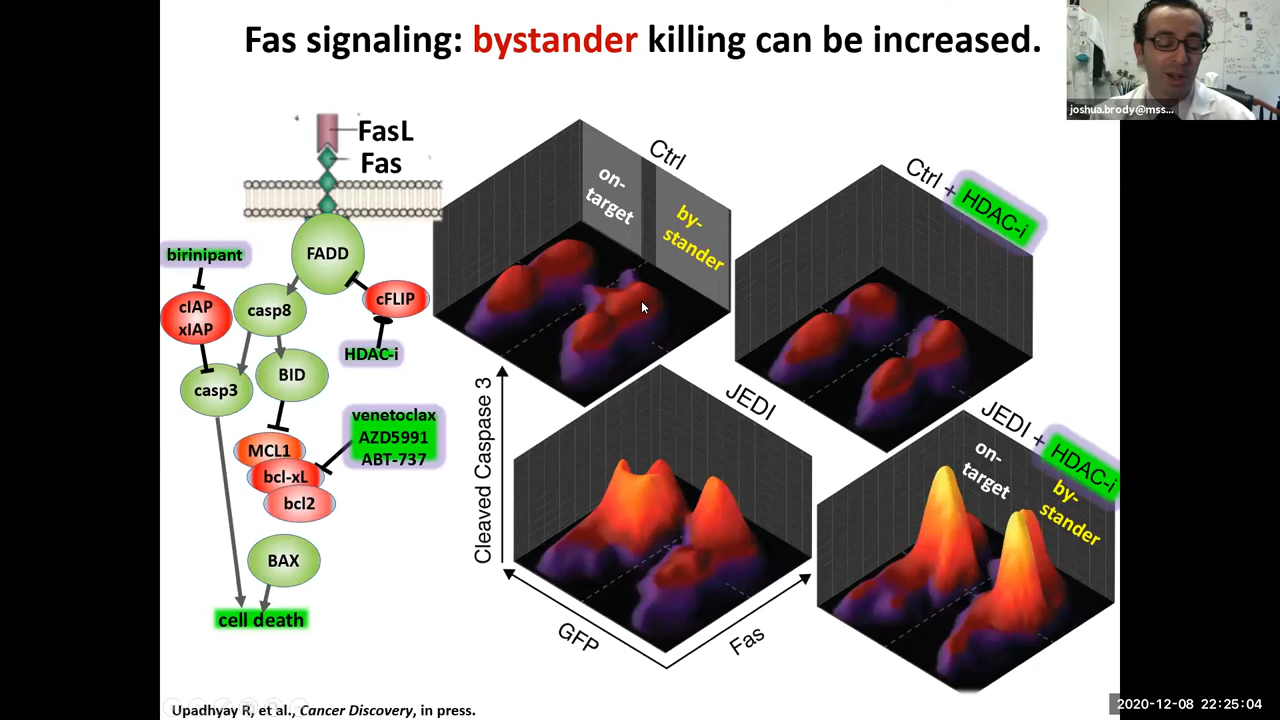 Fas signaling: bystander killing can be increased.
joshua.brody@mss...
FasL
Fas
FADD
birinipant
cIAP
xIAP
casp8
cFLIP
HDAC-i
casp3
BID
venetoclax
AZD5991
ABT-737
MCL1
bcl-xL
bcl2
BAX
cell death
Ctrl
on-
target
by-
stander
Ctrl + HDAC-i
JEDI
JEDI + HDAC-i
on-
target
by-
stander
Cleaved Caspase 3
GFP
Fas
Upadhyay R, et al., Cancer Discovery, in press.
2020-12-08 22:25:04